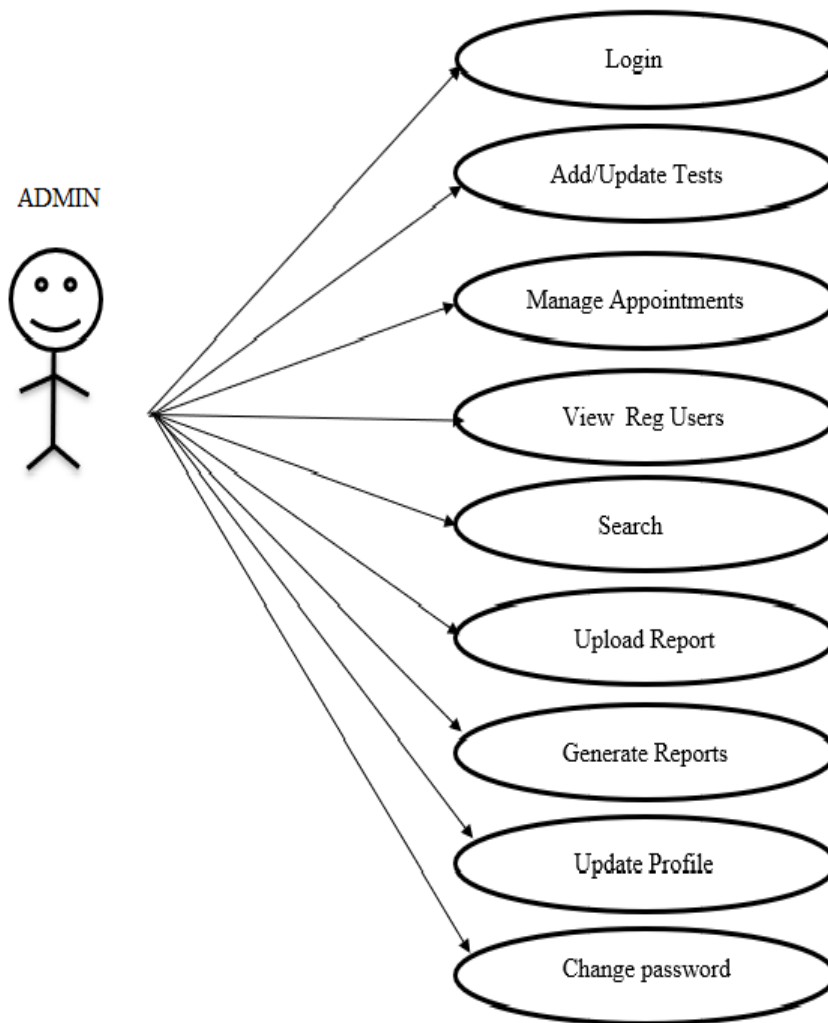 Login
Add/Update Tests
ADMIN
Manage Appointments
View Reg Users
Search
Upload Report
Generate Reports
Update Profile
Change password